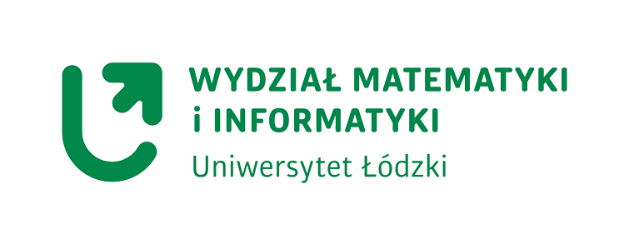 WYDZIAŁ MATEMATYKI
i INFORMATYKI
Uniwersytet Łódzki